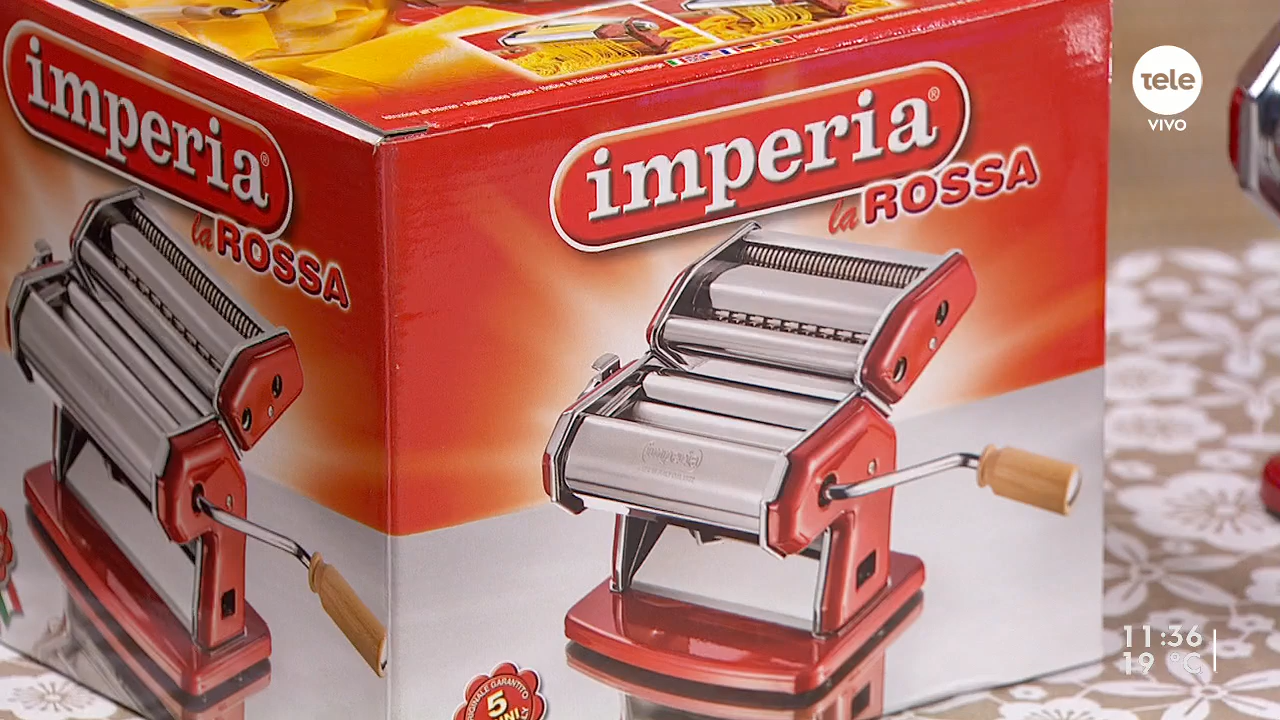 imperia®
la ROSSA
imperia®
la ROSSA
imperia
tele
VIVO
11:36
19 °C
5